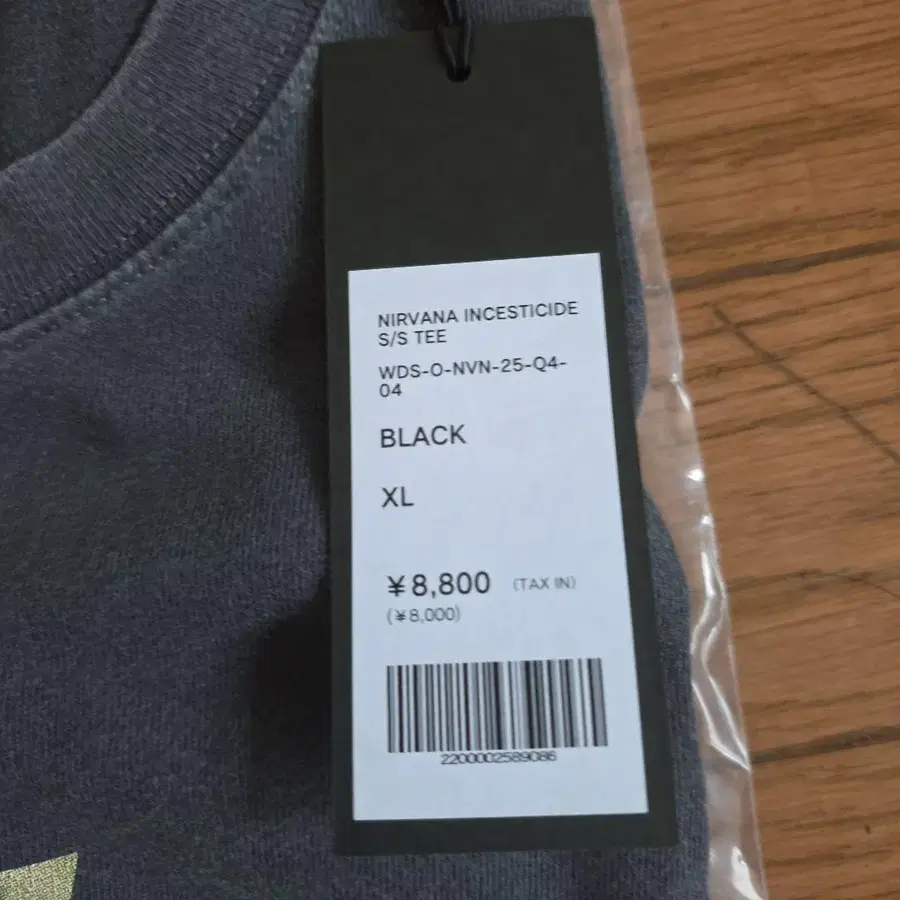 NIRVANA INCESTICIDE
S/S TEE
WDS-O-NVN-25-Q4-
04
BLACK
XL
¥8,800 (TAX IN)
(¥8,000)
2200002589086